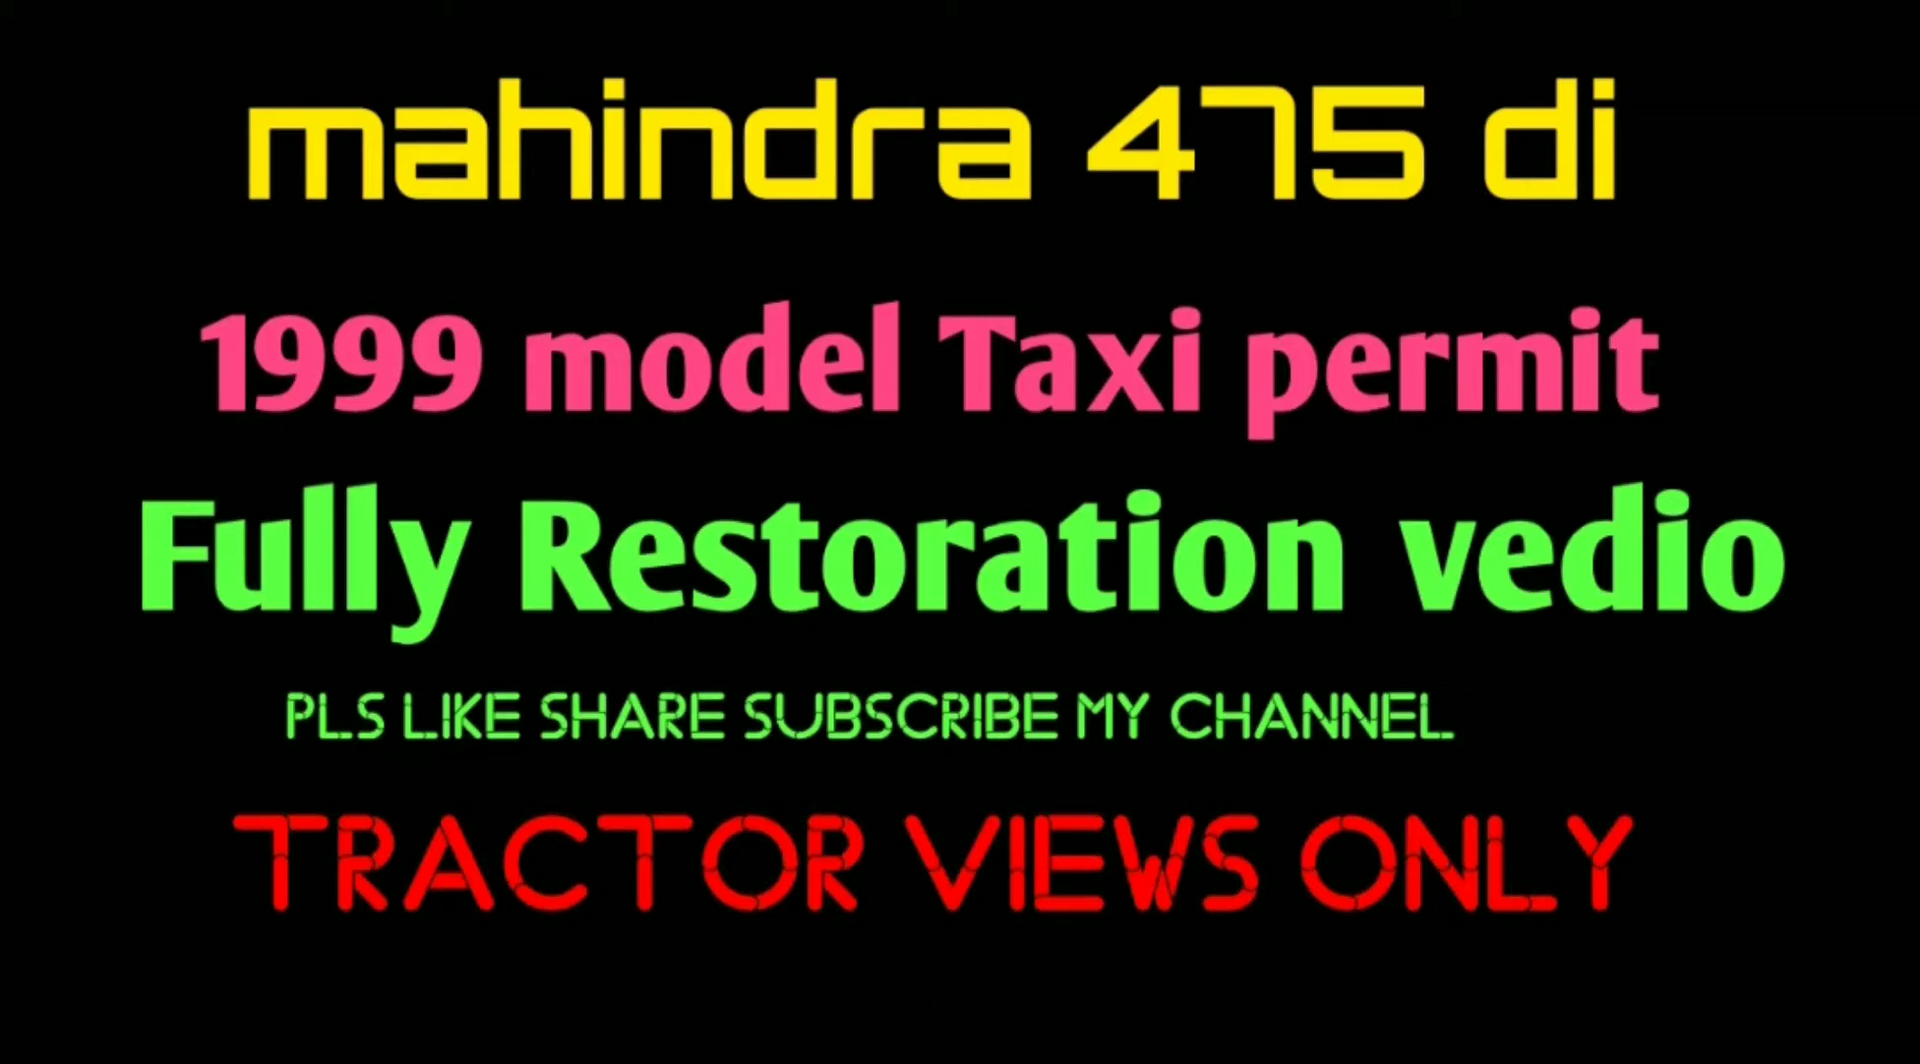 mahindra 475 di
1999 model Taxi permit
Fully Restoration vedio
PLS LIKE SHARE SUBSCRIBE MY CHANNEL
TRACTOR VIEWS ONLY